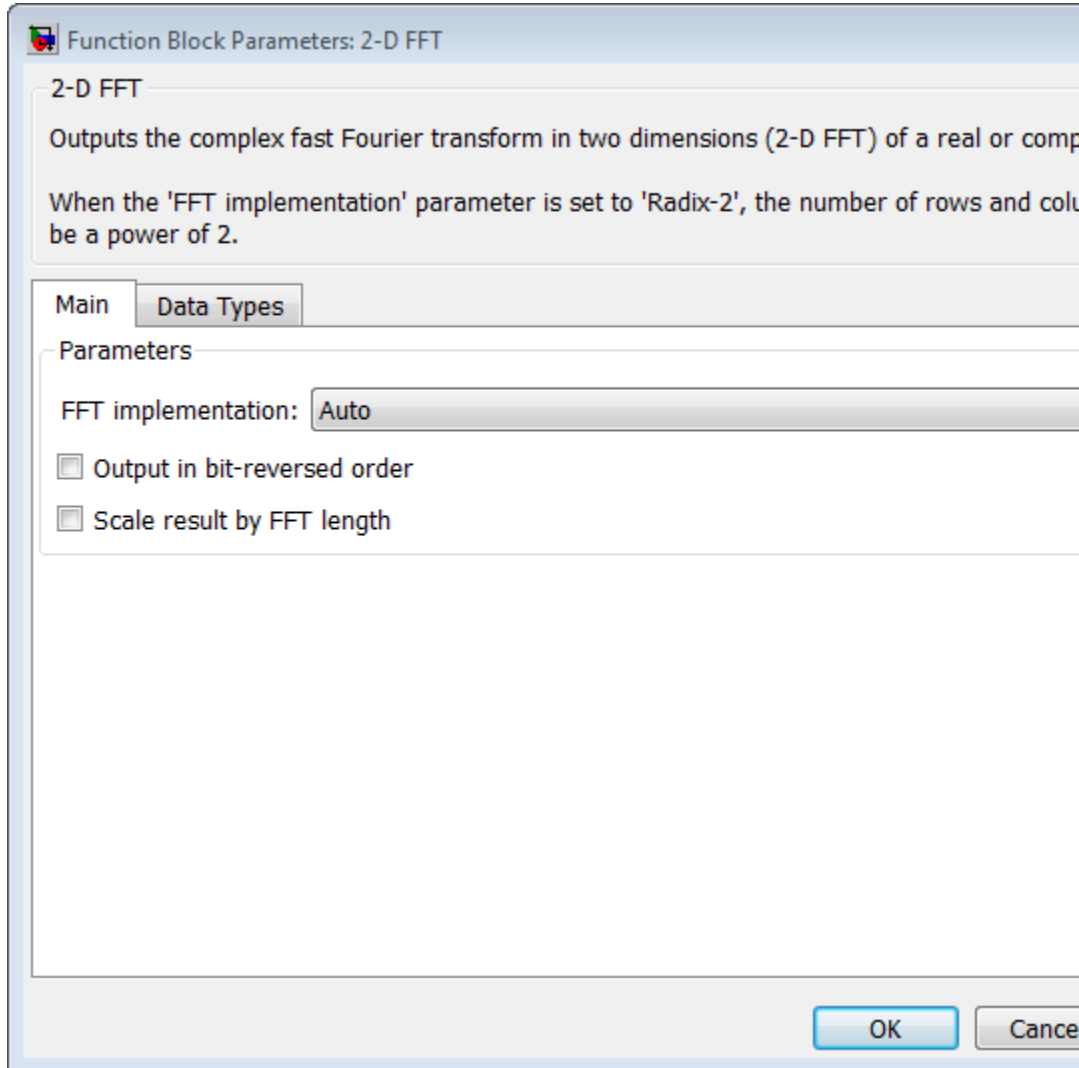 Function Block Parameters: 2-D FFT
2-D FFT
Outputs the complex fast Fourier transform in two dimensions (2-D FFT) of a real or comp
When the 'FFT implementation' parameter is set to 'Radix-2', the number of rows and colu
be a power of 2.
Main Data Types
Parameters
FFT implementation: Auto
Output in bit-reversed order
Scale result by FFT length
OK Cance